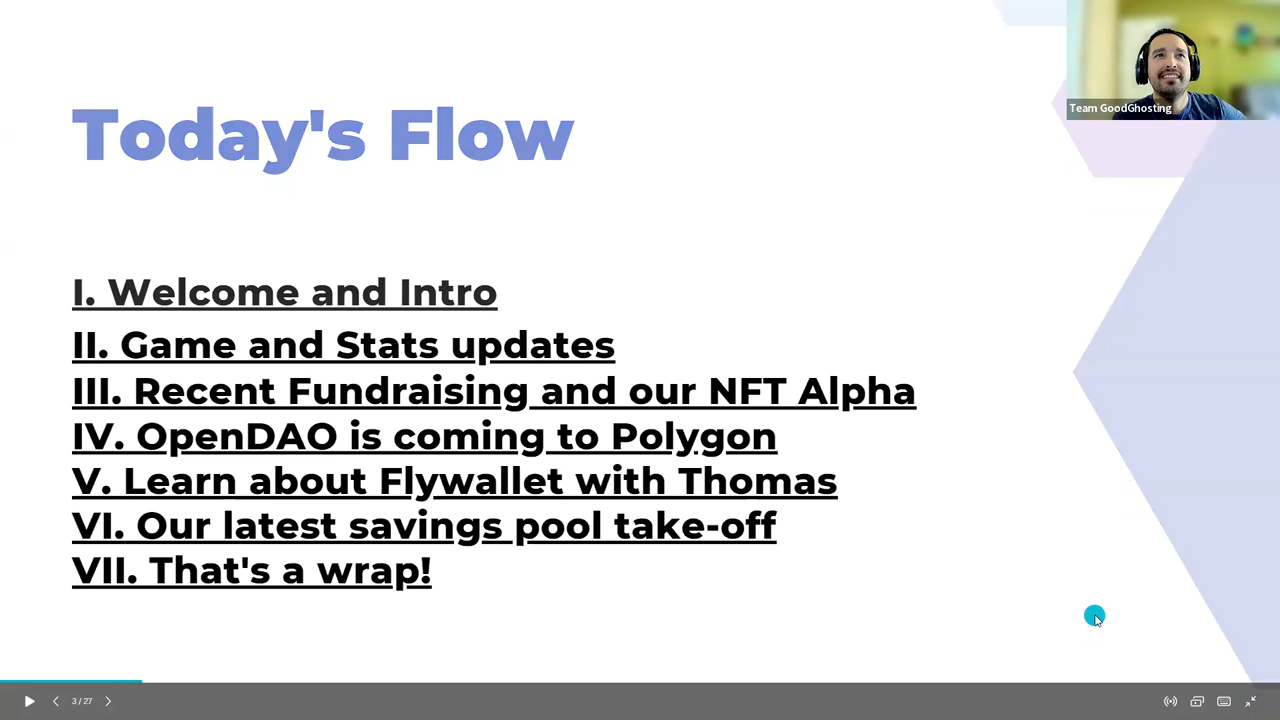 Team GoodGhosting
Today's Flow
I. Welcome and Intro
II. Game and Stats updates
III. Recent Fundraising and our NFT Alpha
IV. OpenDAO is coming to Polygon
V. Learn about Flywallet with Thomas
VI. Our latest savings pool take-off
VII. That's a wrap!
3 / 27